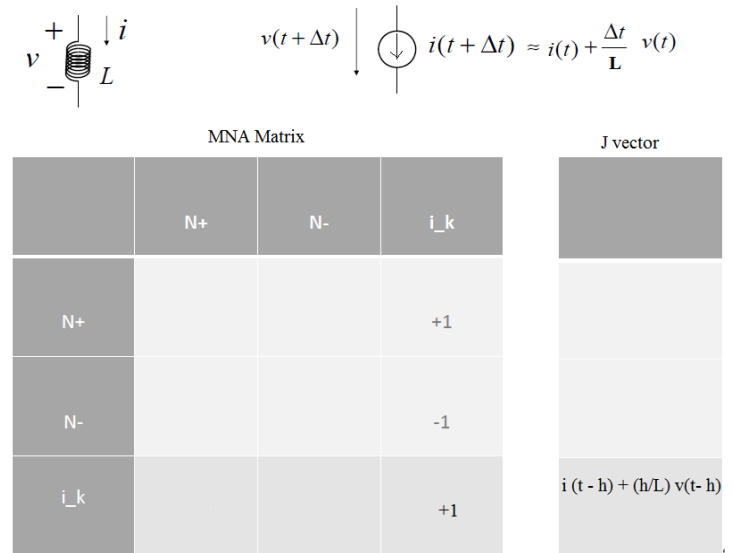 + i
v
− L
v(t + Δt) i(t + Δt) ≈ i(t) + Δt/L v(t)
MNA Matrix J vector
N+ N- i_k
N+ +1
N- -1
i_k +1 i (t - h) + (h/L) v(t- h)